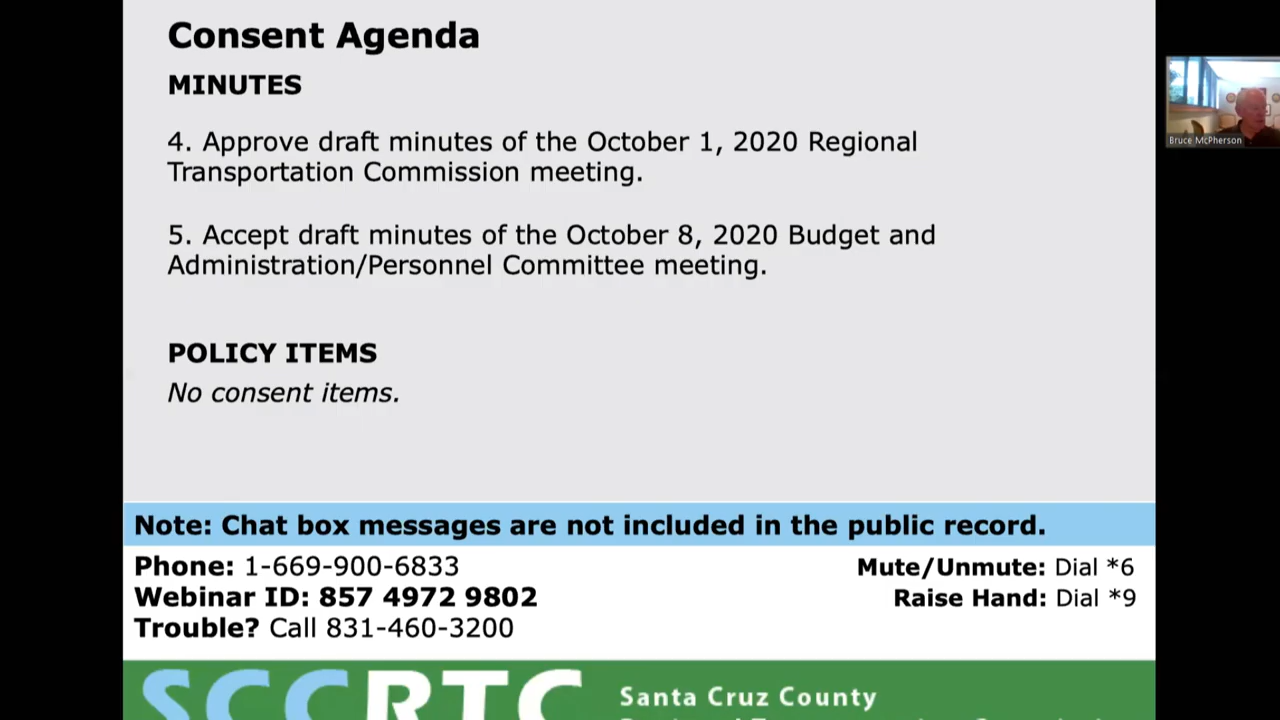 Consent Agenda
MINUTES
4. Approve draft minutes of the October 1, 2020 Regional
Transportation Commission meeting.
5. Accept draft minutes of the October 8, 2020 Budget and
Administration/Personnel Committee meeting.
POLICY ITEMS
No consent items.
Bruce McPherson
Note: Chat box messages are not included in the public record.
Phone: 1-669-900-6833
Webinar ID: 857 4972 9802
Trouble? Call 831-460-3200
Mute/Unmute: Dial *6
Raise Hand: Dial *9
SCCRTC
Santa Cruz County